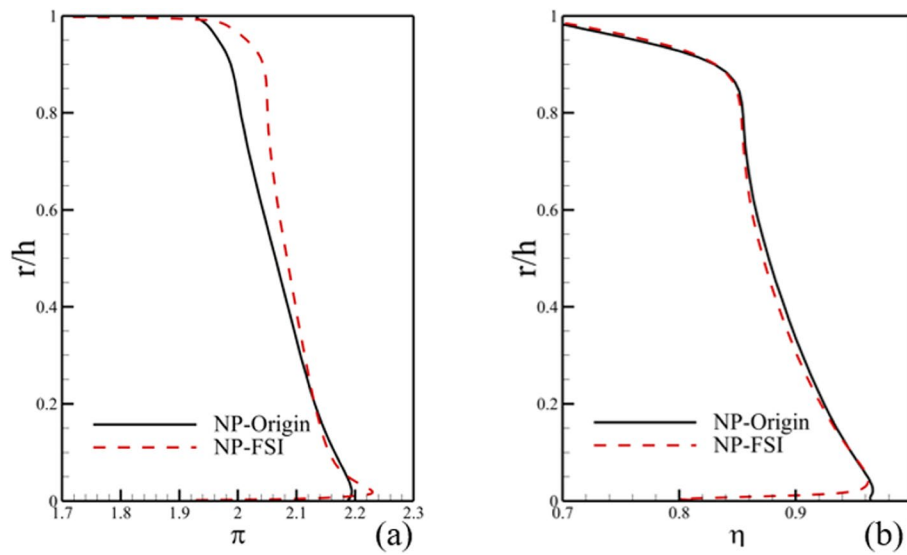 1
0.8
0.6
r/h
0.4
0.2
NP-Origin
NP-FSI
0
1.7 1.8 1.9 2 2.1 2.2 2.3
π
(a)
1
0.8
0.6
r/h
0.4
0.2
NP-Origin
NP-FSI
0
0.7 0.8 0.9
η
(b)